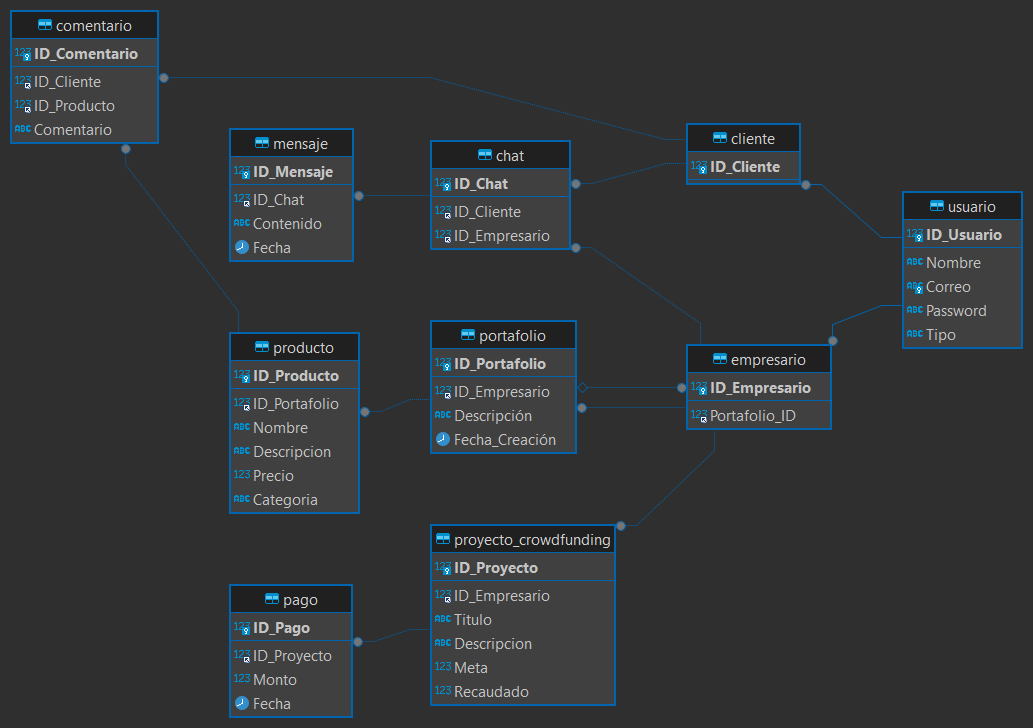 comentario
123 ID_Comentario
123 ID_Cliente
123 ID_Producto
ABC Comentario
mensaje
123 ID_Mensaje
123 ID_Chat
ABC Contenido
Fecha
chat
123 ID_Chat
123 ID_Cliente
123 ID_Empresario
cliente
123 ID_Cliente
usuario
123 ID_Usuario
ABC Nombre
ABC Correo
ABC Password
ABC Tipo
producto
123 ID_Producto
123 ID_Portafolio
ABC Nombre
ABC Descripcion
123 Precio
ABC Categoria
portafolio
123 ID_Portafolio
123 ID_Empresario
ABC Descripción
Fecha_Creación
empresario
123 ID_Empresario
123 Portafolio_ID
proyecto_crowdfunding
123 ID_Proyecto
123 ID_Empresario
ABC Titulo
ABC Descripcion
123 Meta
123 Recaudado
pago
123 ID_Pago
123 ID_Proyecto
123 Monto
Fecha